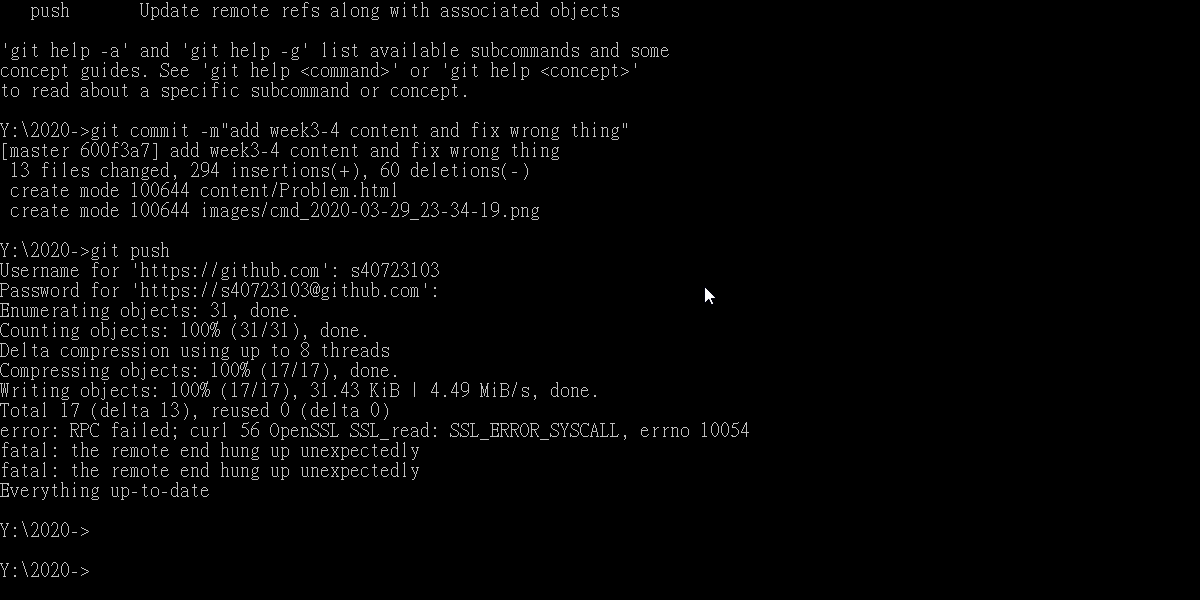 push Update remote refs along with associated objects
'git help -a' and 'git help -g' list available subcommands and some
concept guides. See 'git help <command>' or 'git help <concept>'
to read about a specific subcommand or concept.
Y:\2020->git commit -m"add week3-4 content and fix wrong thing"
[master 600f3a7] add week3-4 content and fix wrong thing
13 files changed, 294 insertions(+), 60 deletions(-)
create mode 100644 content/Problem.html
create mode 100644 images/cmd_2020-03-29_23-34-19.png
Y:\2020->git push
Username for 'https://github.com': s40723103
Password for 'https://s40723103@github.com':
Enumerating objects: 31, done.
Counting objects: 100% (31/31), done.
Delta compression using up to 8 threads
Compressing objects: 100% (17/17), done.
Writing objects: 100% (17/17), 31.43 KiB | 4.49 MiB/s, done.
Total 17 (delta 13), reused 0 (delta 0)
error: RPC failed; curl 56 OpenSSL SSL_read: SSL_ERROR_SYSCALL, errno 10054
fatal: the remote end hung up unexpectedly
fatal: the remote end hung up unexpectedly
Everything up-to-date
Y:\2020->
Y:\2020->